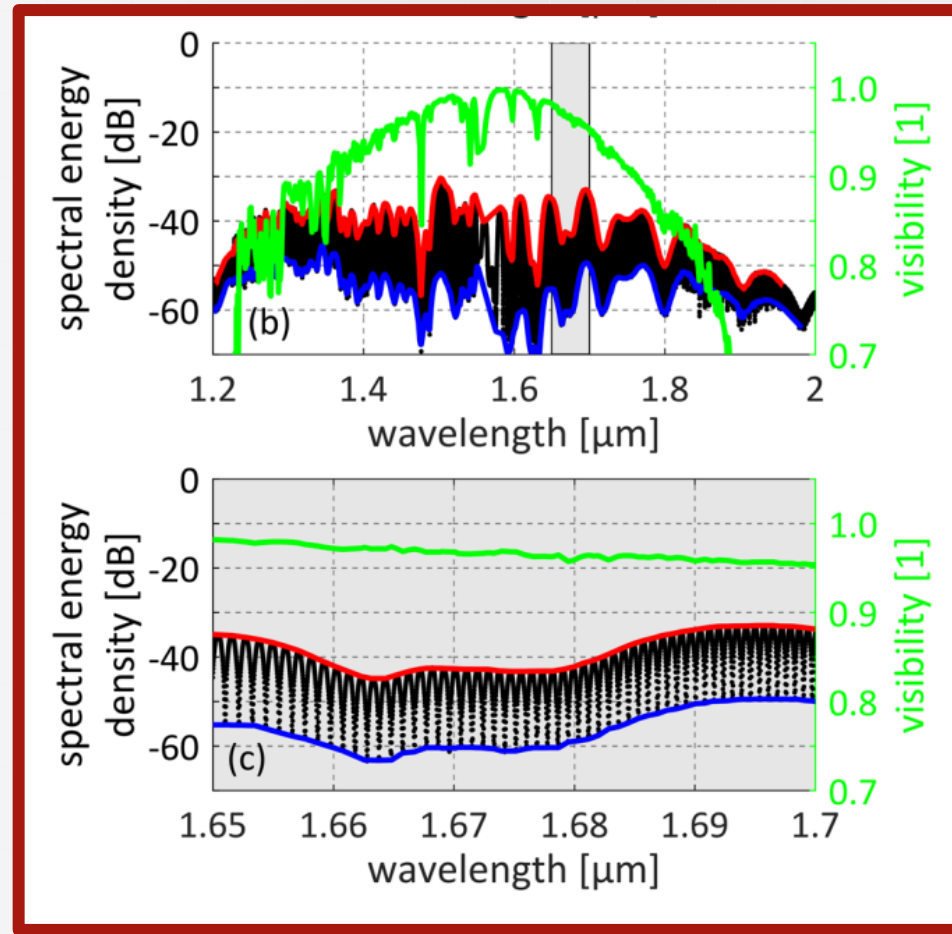 spectral energy
density [dB]
0
-20
-40
-60
(b)
1.0
0.9
0.8
0.7
visibility [1]
1.2
1.4
1.6
1.8
2
wavelength [µm]
spectral energy
density [dB]
0
-20
-40
-60
(c)
1.0
0.9
0.8
0.7
visibility [1]
1.65
1.66
1.67
1.68
1.69
1.7
wavelength [µm]